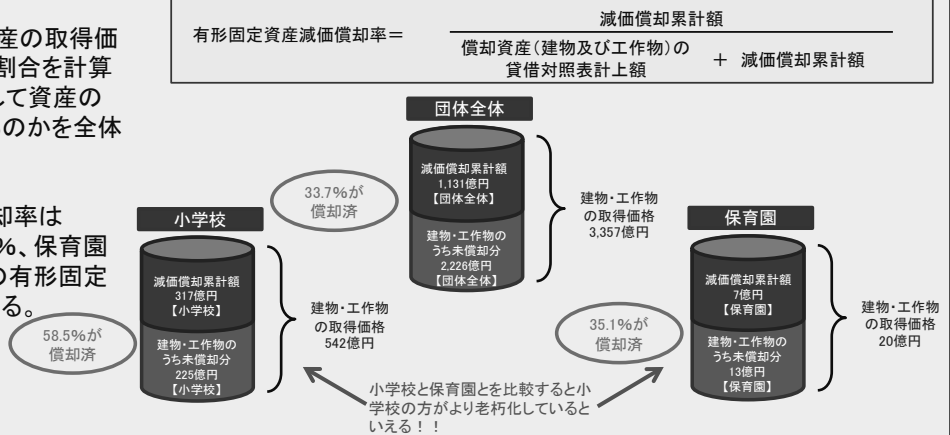 産の取得価
割合を計算
して資産の
のかを全体
却率は
%、保育園
の有形固定
る。
有形固定資産減価償却率＝
減価償却累計額
償却資産（建物及び工作物）の
貸借対照表計上額
＋ 減価償却累計額
団体全体
減価償却累計額
1,131億円
【団体全体】
建物・工作物の
うち未償却分
2,226億円
【団体全体】
33.7%が
償却済
建物・工作物
の取得価格
3,357億円
小学校
減価償却累計額
317億円
【小学校】
建物・工作物の
うち未償却分
225億円
【小学校】
58.5%が
償却済
建物・工作物
の取得価格
542億円
保育園
減価償却累計額
7億円
【保育園】
建物・工作物の
うち未償却分
13億円
【保育園】
35.1%が
償却済
建物・工作物
の取得価格
20億円
小学校と保育園とを比較すると小
学校の方がより老朽化していると
いえる！！